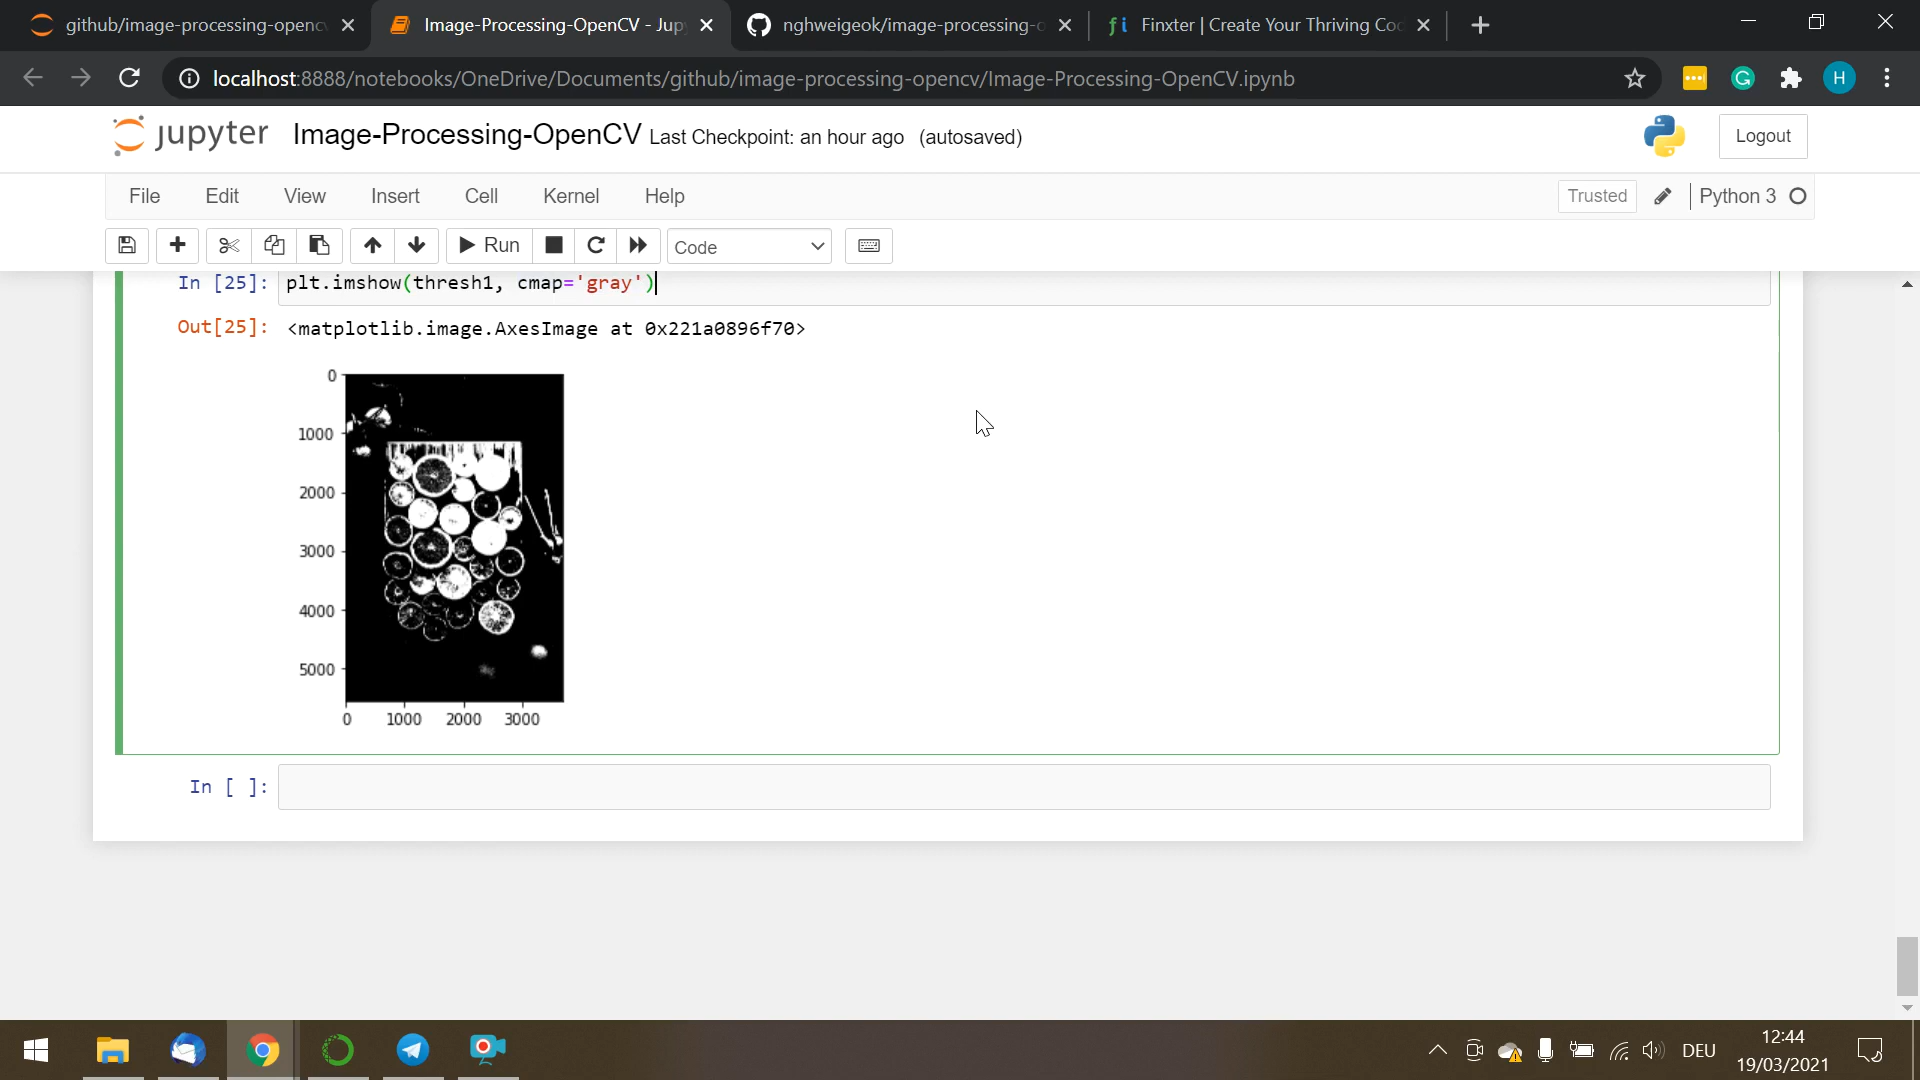 github/image-processing-openc
Image-Processing-OpenCV - Jup
nghweigeok/image-processing-o
Finxter | Create Your Thriving Coc
localhost:8888/notebooks/OneDrive/Documents/github/image-processing-opencv/Image-Processing-OpenCV.ipynb
H
jupyter Image-Processing-OpenCV Last Checkpoint: an hour ago (autosaved)
Logout
File Edit View Insert Cell Kernel Help
Trusted Python 3
Run Code
In [25]: plt.imshow(thresh1, cmap='gray')
Out[25]: <matplotlib.image.AxesImage at 0x221a0896f70>
0
1000
2000
3000
4000
5000
0 1000 2000 3000
In [ ]:
DEU
12:44
19/03/2021